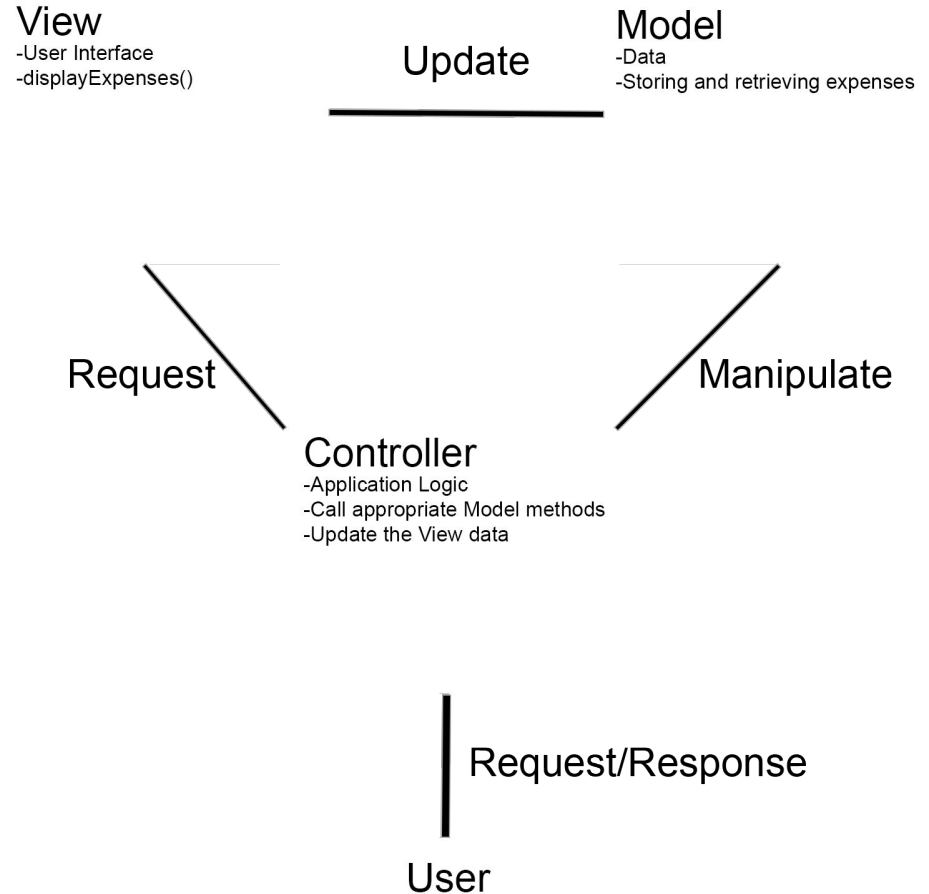 View
-User Interface
-displayExpenses()
Update
Model
-Data
-Storing and retrieving expenses
Request
Manipulate
Controller
-Application Logic
-Call appropriate Model methods
-Update the View data
Request/Response
User